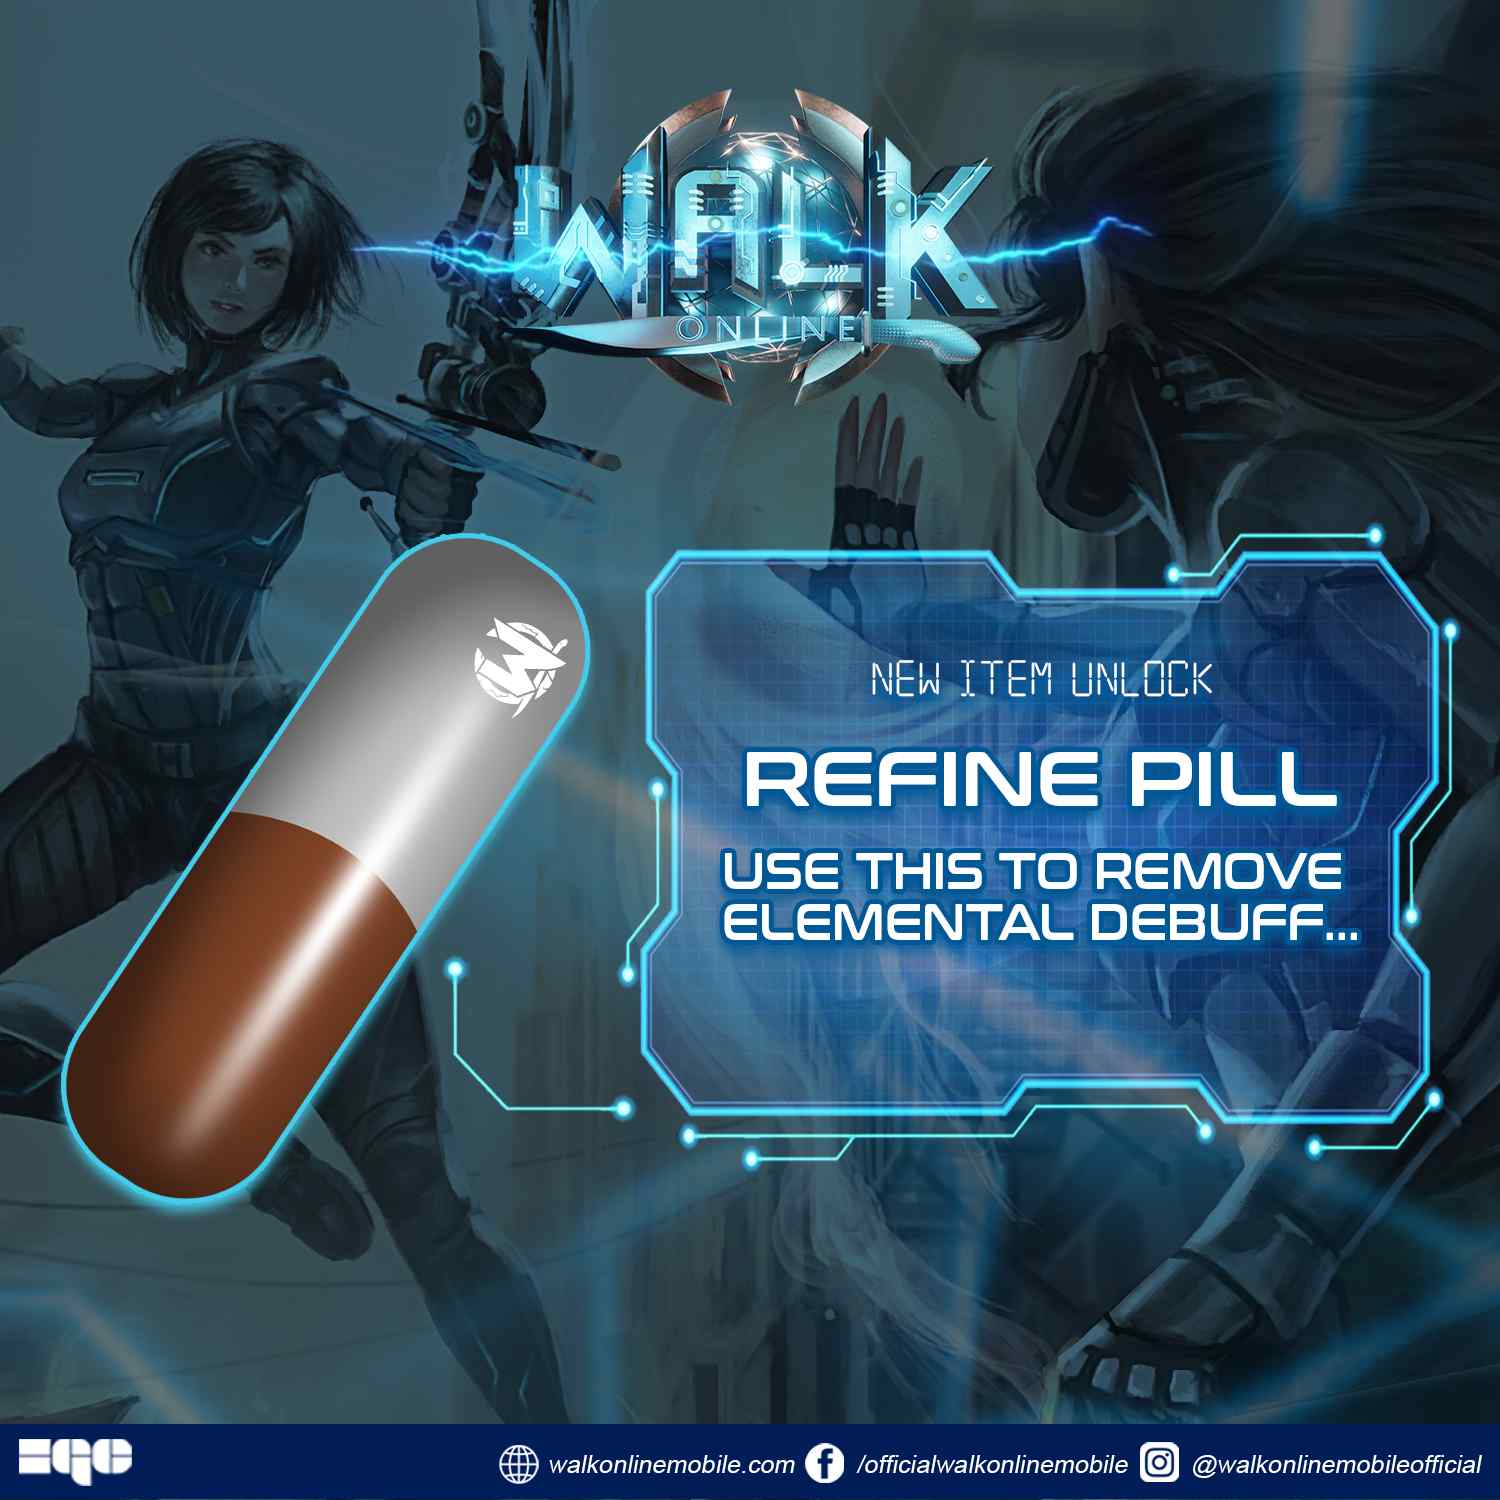 WALK
ONLINE
NEW ITEM UNLOCK
REFINE PILL
USE THIS TO REMOVE
ELEMENTAL DEBUFF...
walkonlinemobile.com
/officialwalkonlinemobile
@walkonlinemobileofficial